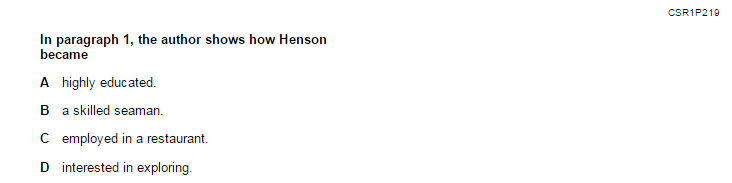 CSR1P219
In paragraph 1, the author shows how Henson
became
A highly educated.
B a skilled seaman.
C employed in a restaurant.
D interested in exploring.